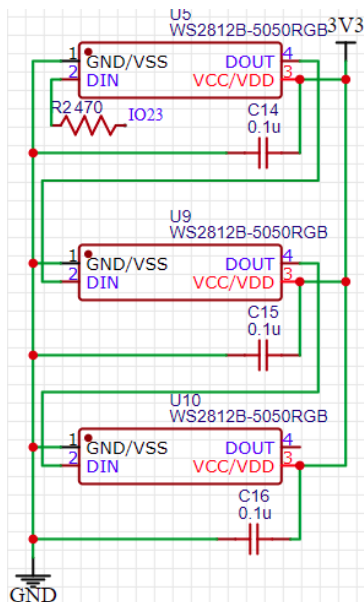 U5
WS2812B-5050RGB
3V3
1 GND/VSS DOUT 4
2 DIN VCC/VDD 3
R2 470 IO23
C14
0.1u
U9
WS2812B-5050RGB
1 GND/VSS DOUT 4
2 DIN VCC/VDD 3
C15
0.1u
U10
WS2812B-5050RGB
1 GND/VSS DOUT 4
2 DIN VCC/VDD 3
C16
0.1u
GND